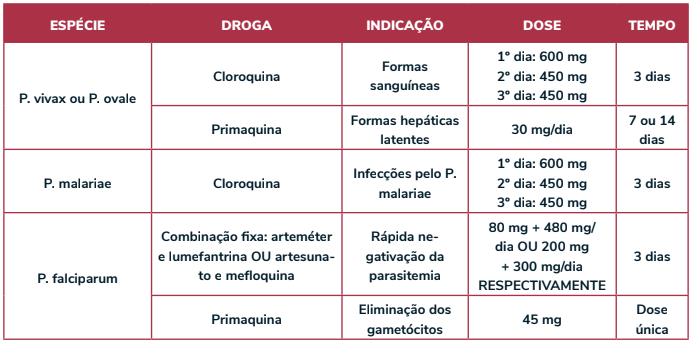 ESPÉCIE DROGA INDICAÇÃO DOSE TEMPO
P. vivax ou P. ovale
Cloroquina
Formas
sanguíneas
1º dia: 600 mg
2º dia: 450 mg
3º dia: 450 mg
3 dias
Primaquina
Formas hepáticas
latentes
30 mg/dia
7 ou 14
dias
P. malariae
Cloroquina
Infecções pelo P.
malariae
1º dia: 600 mg
2º dia: 450 mg
3º dia: 450 mg
3 dias
P. falciparum
Combinação fixa: arteméter
e lumefantrina OU artesuna-
to e mefloquina
Rápida ne-
gativação da
parasitemia
80 mg + 480 mg/
dia OU 200 mg
+ 300 mg/dia
RESPECTIVAMENTE
3 dias
Primaquina
Eliminação dos
gametócitos
45 mg
Dose
única